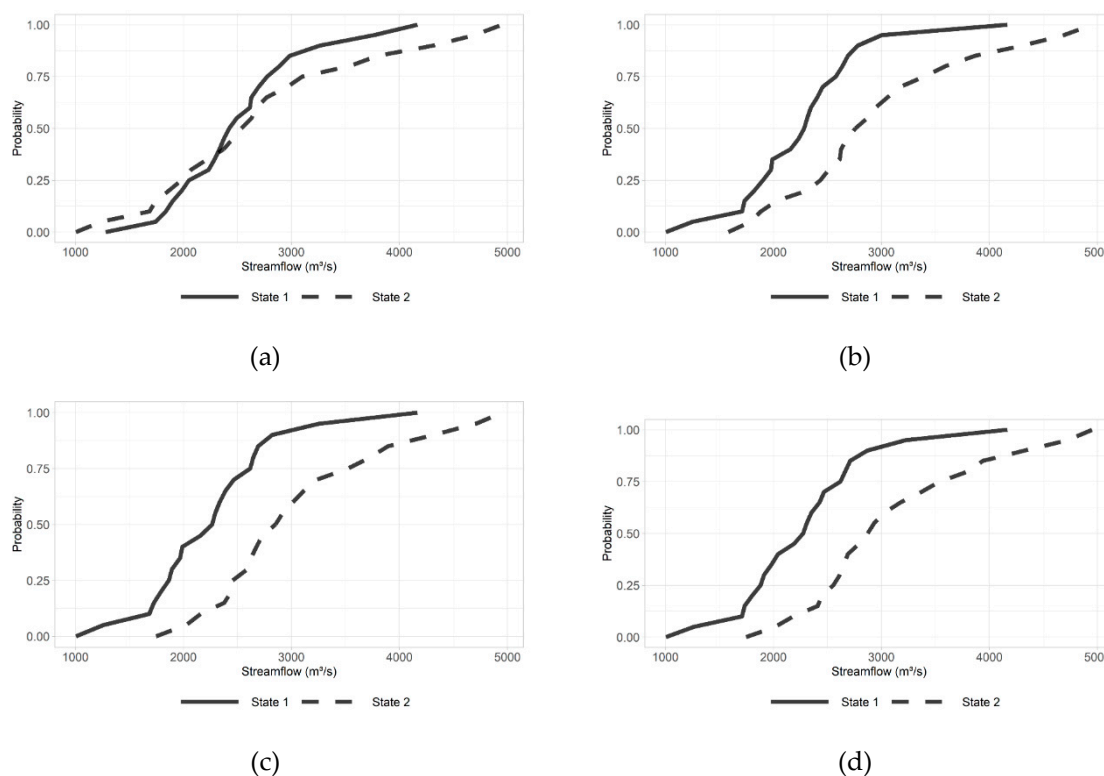 1.00
0.75
0.50
0.25
0.00
Probability
1000 2000 3000 4000 5000
Streamflow (m³/s)
State 1 State 2
(a)
1.00
0.75
0.50
0.25
0.00
Probability
1000 2000 3000 4000 500
Streamflow (m³/s)
State 1 State 2
(b)
1.00
0.75
0.50
0.25
0.00
Probability
1000 2000 3000 4000 5000
Streamflow (m³/s)
State 1 State 2
(c)
1.00
0.75
0.50
0.25
0.00
Probability
1000 2000 3000 4000 500
Streamflow (m³/s)
State 1 State 2
(d)